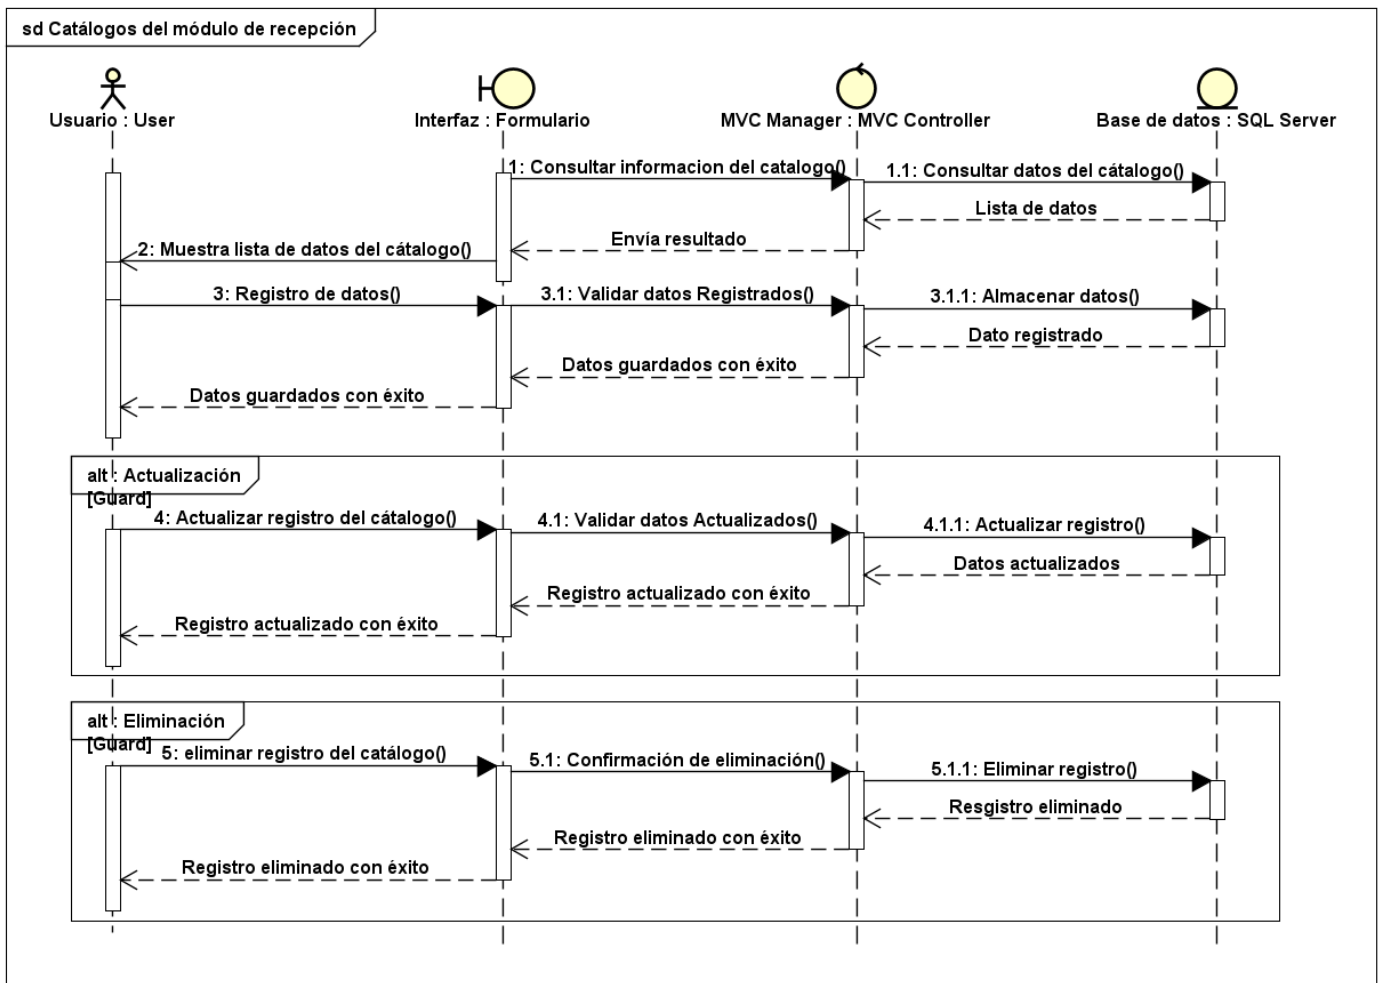 sd Catálogos del módulo de recepción
Usuario : User
Interfaz : Formulario
MVC Manager : MVC Controller
Base de datos : SQL Server
1: Consultar informacion del catalogo()
1.1: Consultar datos del cátalogo()
Lista de datos
Envía resultado
2: Muestra lista de datos del cátalogo()
3: Registro de datos()
3.1: Validar datos Registrados()
3.1.1: Almacenar datos()
Dato registrado
Datos guardados con éxito
Datos guardados con éxito
alt : Actualización
[Guard]
4: Actualizar registro del cátalogo()
4.1: Validar datos Actualizados()
4.1.1: Actualizar registro()
Datos actualizados
Registro actualizado con éxito
Registro actualizado con éxito
alt : Eliminación
[Guard]
5: eliminar registro del catálogo()
5.1: Confirmación de eliminación()
5.1.1: Eliminar registro()
Resgistro eliminado
Registro eliminado con éxito
Registro eliminado con éxito